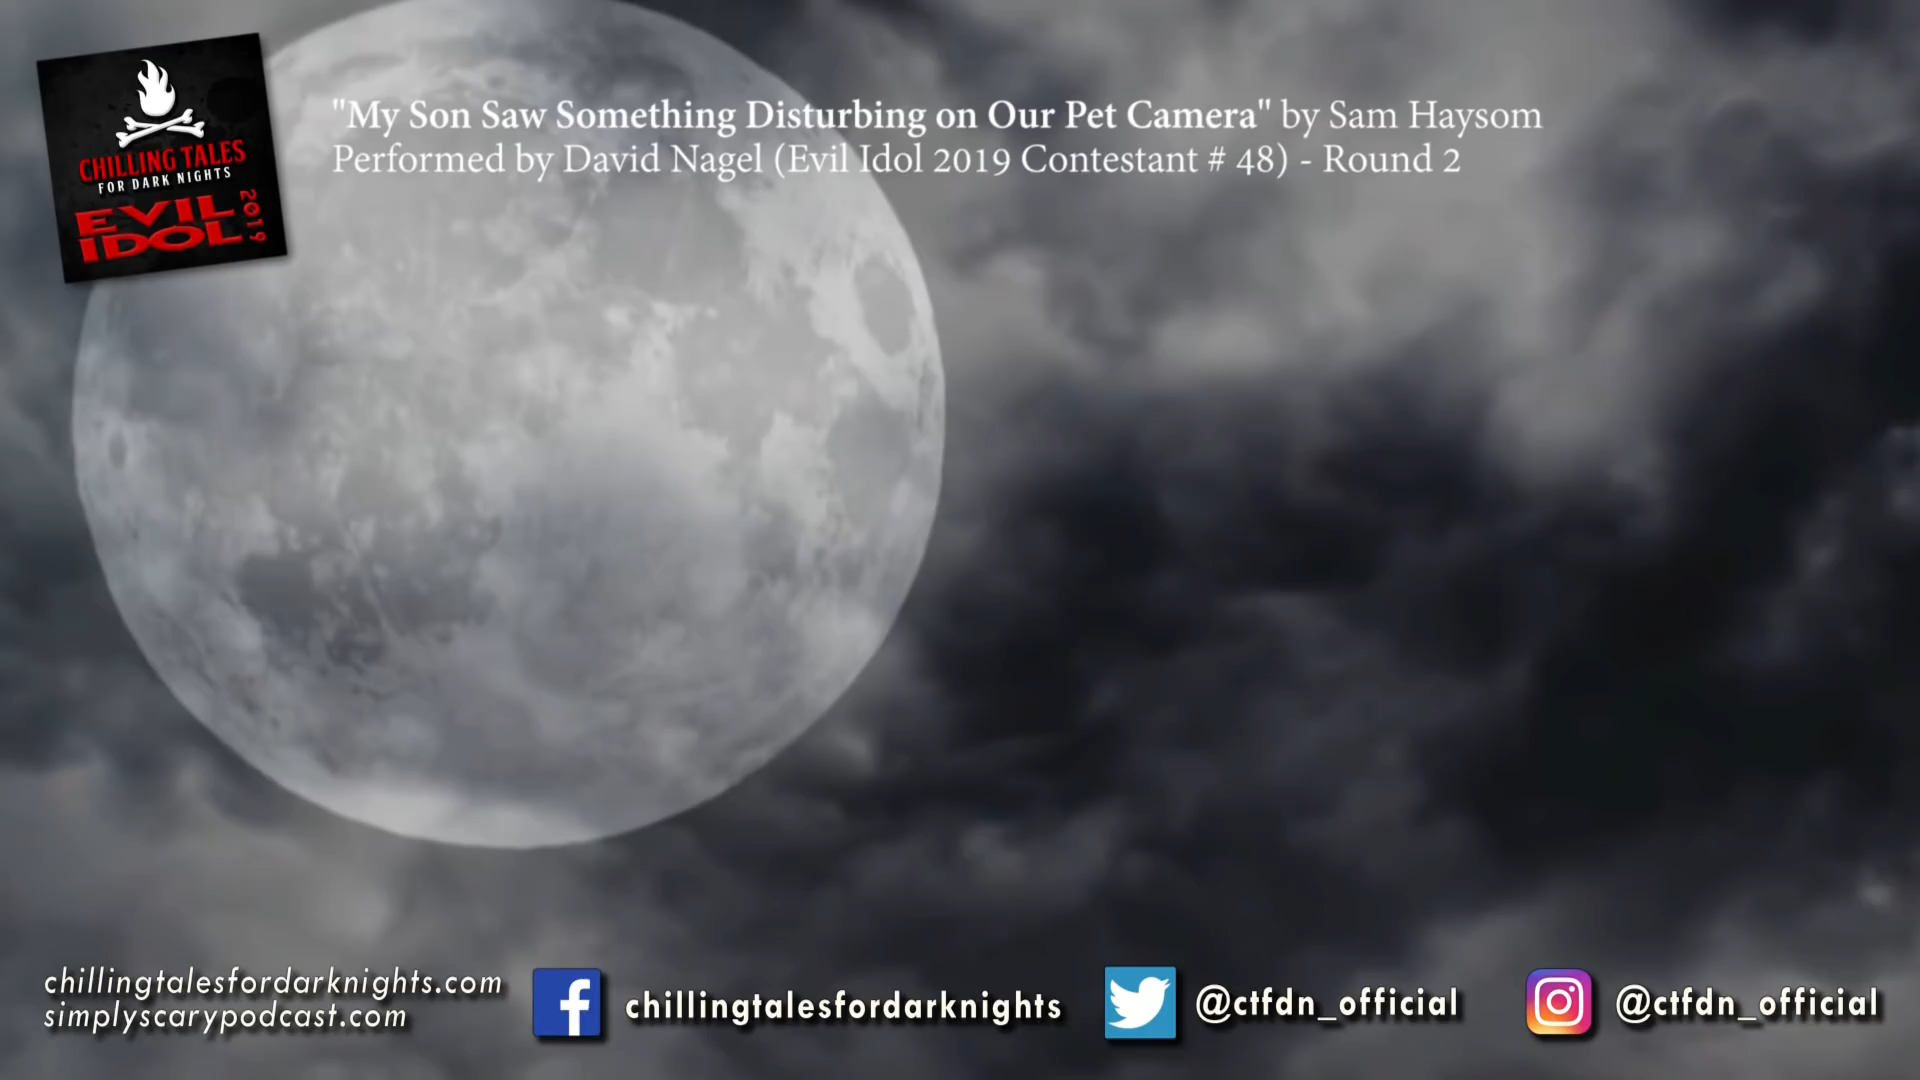 CHILLING TALES
FOR DARK NIGHTS
EVIL
IDOL
2019
"My Son Saw Something Disturbing on Our Pet Camera" by Sam Haysom
Performed by David Nagel (Evil Idol 2019 Contestant # 48) - Round 2
chillingtalesfordarknights.com
simplyscarypodcast.com
chillingtalesfordarknights
@ctfdn_official
@ctfdn_official